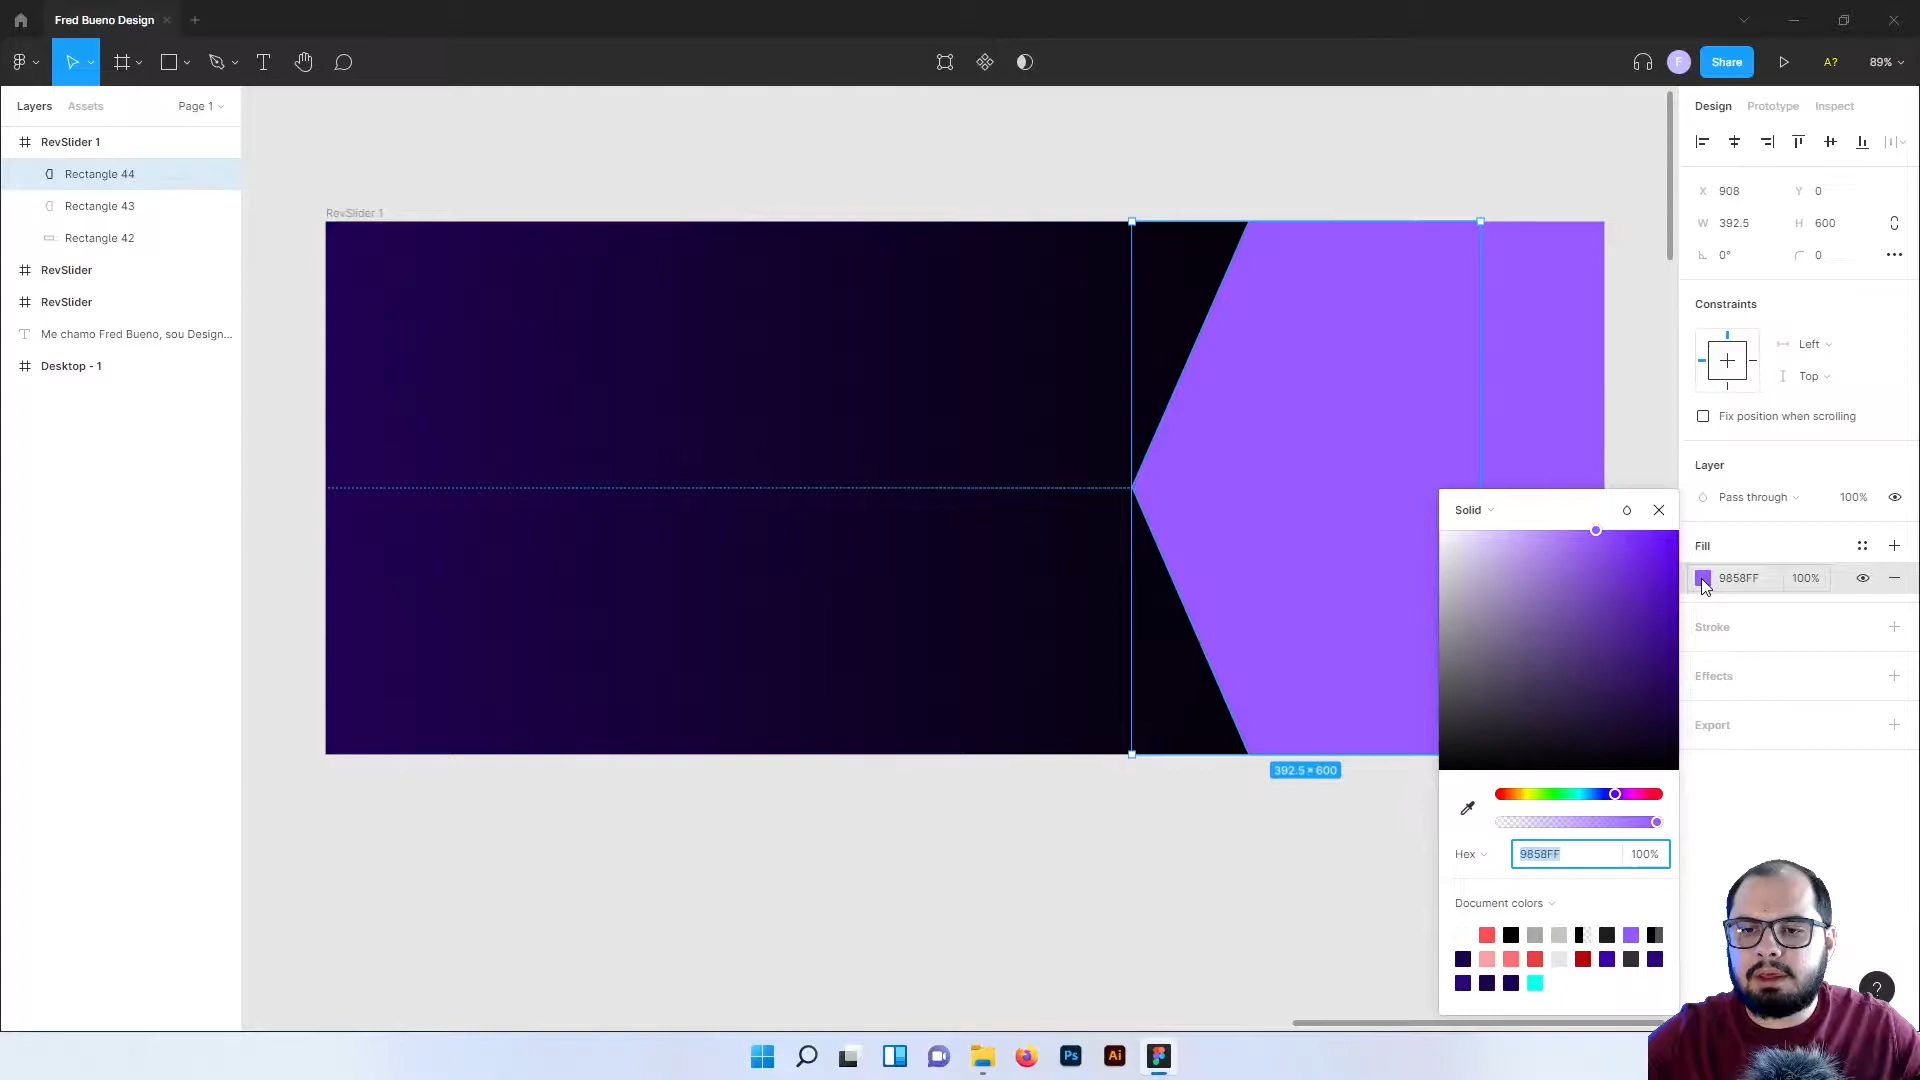 Fred Bueno Design
Share
A?
89%
F
Layers
Assets
Page 1
RevSlider 1
Rectangle 44
Rectangle 43
Rectangle 42
RevSlider
RevSlider
Me chamo Fred Bueno, sou Design...
Desktop - 1
RevSlider 1
392.5 × 600
Design
Prototype
Inspect
X 908 Y 0
W 392.5 H 600
0° 0
Constraints
Left
Top
Fix position when scrolling
Layer
Pass through 100%
Fill
9858FF 100%
Stroke
Effects
Export
Solid
Hex 9858FF 100%
Document colors
?
Ps
Ai